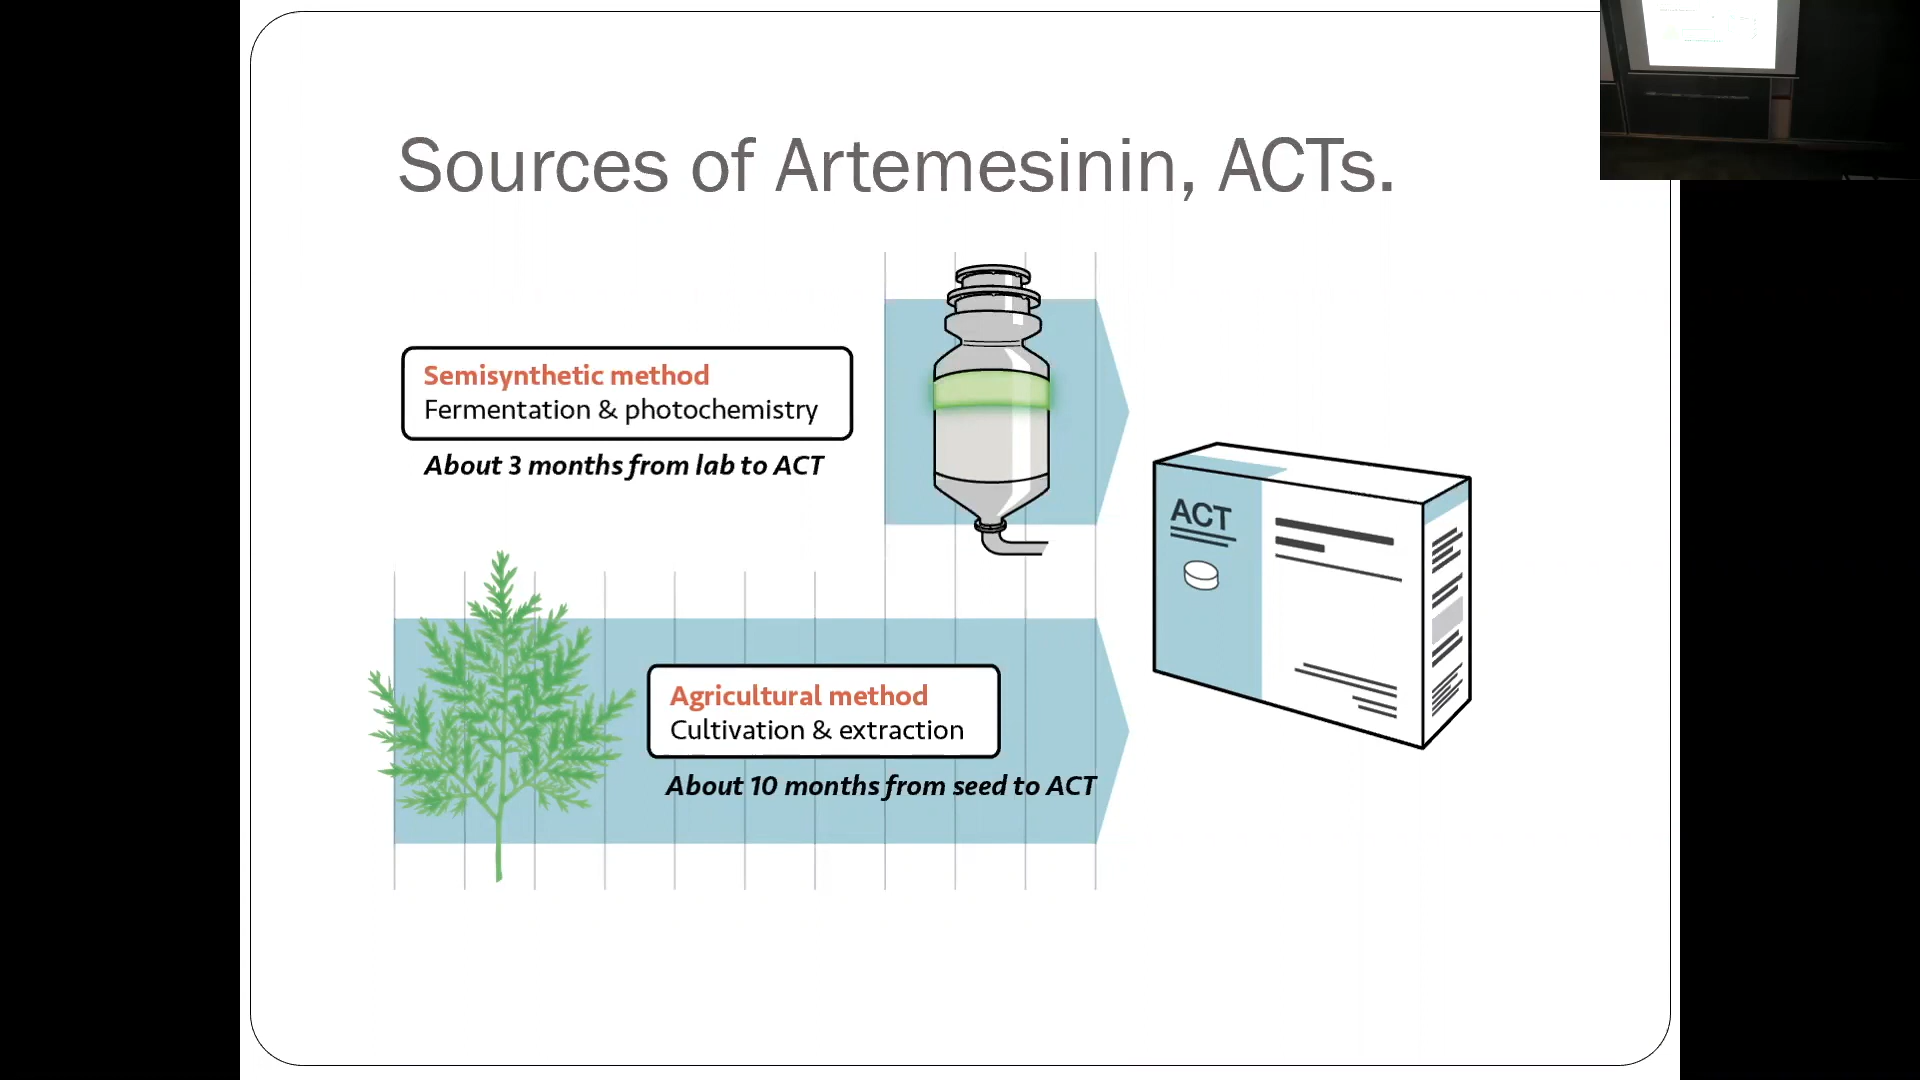 Sources of Artemesinin, ACTs.
Semisynthetic method
Fermentation & photochemistry
About 3 months from lab to ACT
ACT
Agricultural method
Cultivation & extraction
About 10 months from seed to ACT